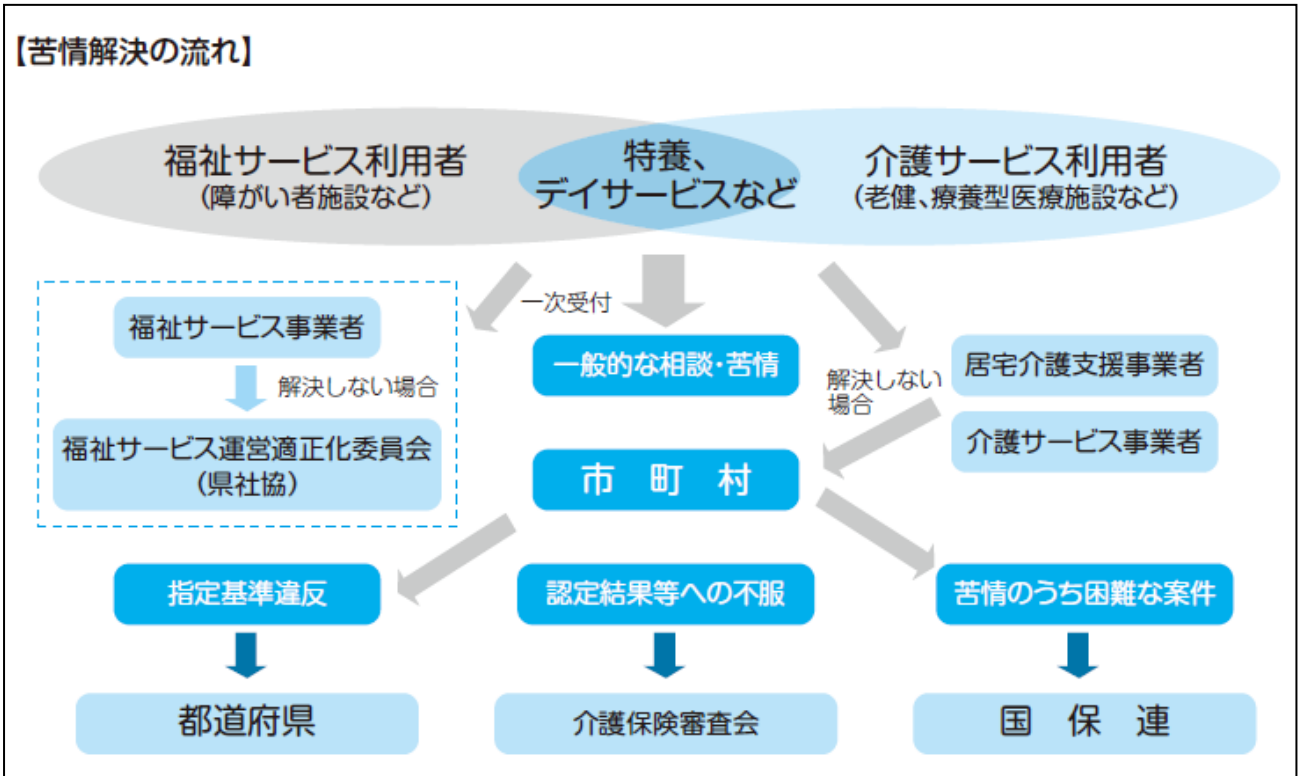 【苦情解決の流れ】
福祉サービス利用者
(障がい者施設など)
特養、
デイサービスなど
介護サービス利用者
(老健、療養型医療施設など)
一次受付
福祉サービス事業者
解決しない場合
福祉サービス運営適正化委員会
(県社協)
一般的な相談・苦情
市町村
解決しない
場合
居宅介護支援事業者
介護サービス事業者
指定基準違反
認定結果等への不服
苦情のうち困難な案件
都道府県
介護保険審査会
国保連